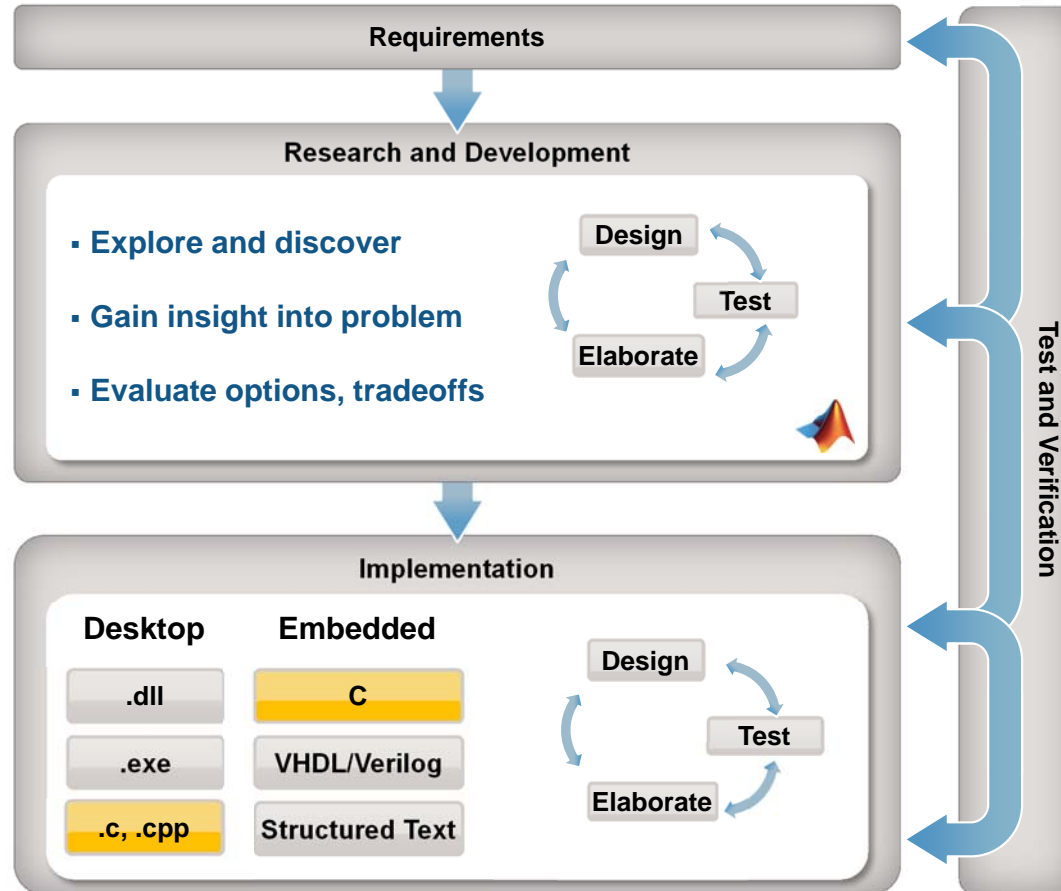 Requirements
Research and Development
▪ Explore and discover
▪ Gain insight into problem
▪ Evaluate options, tradeoffs
Design
Test
Elaborate
Implementation
Desktop
.dll
.exe
.c, .cpp
Embedded
C
VHDL/Verilog
Structured Text
Design
Test
Elaborate
Test and Verification